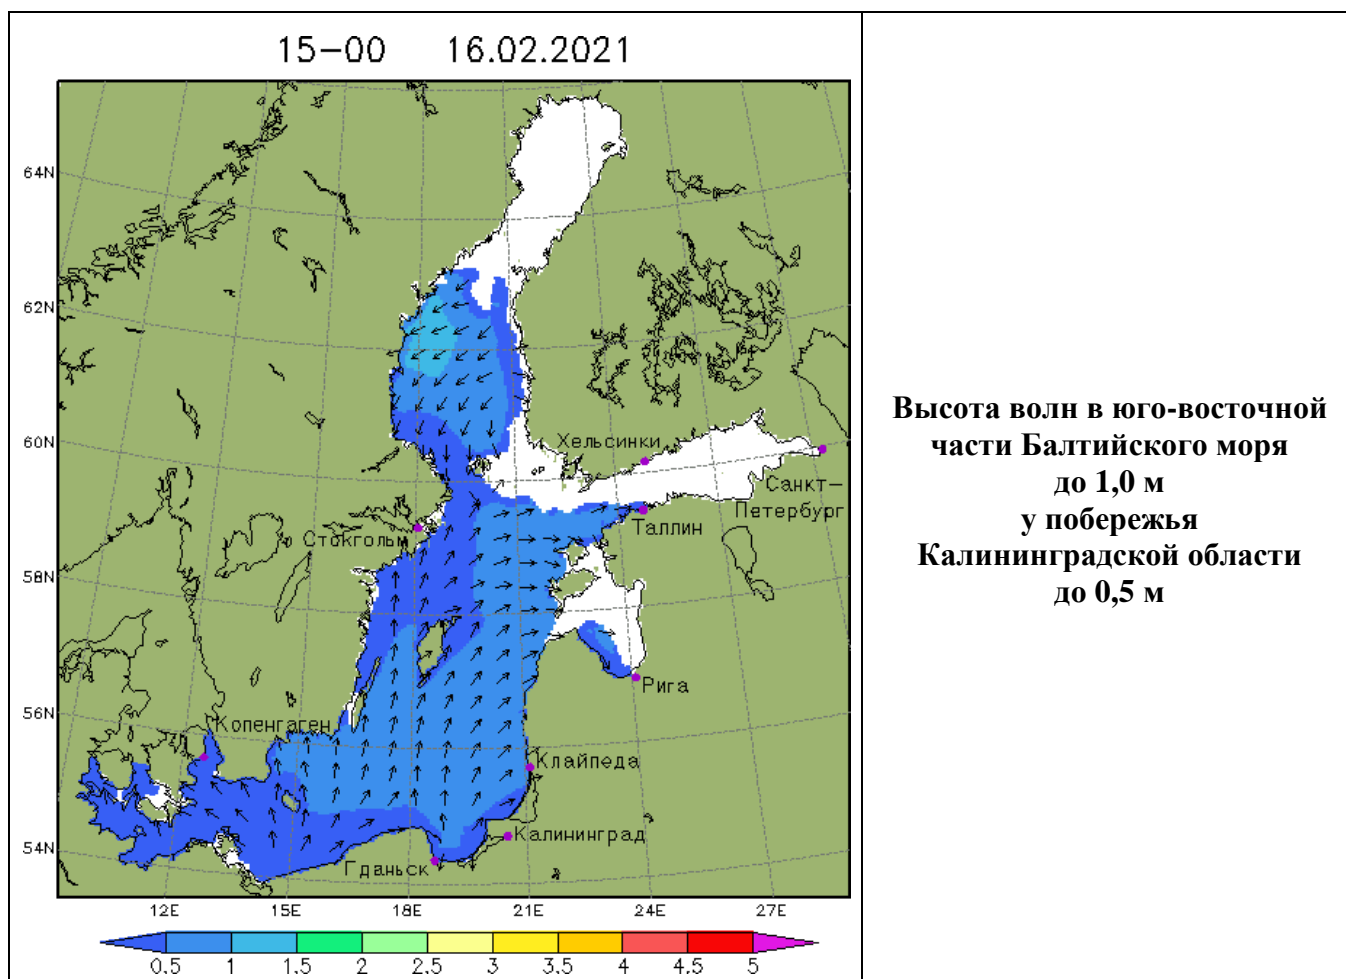 15-00 16.02.2021
64N
62N
60N
58N
56N
54N
Хельсинки
Санкт-
Петербург
Таллин
Стокгольм
Рига
Копенгаген
Клайпеда
Калининград
Гданьск
12E 15E 18E 21E 24E 27E
0.5 1 1.5 2 2.5 3 3.5 4 4.5 5
Высота волн в юго-восточной
части Балтийского моря
до 1,0 м
у побережья
Калининградской области
до 0,5 м